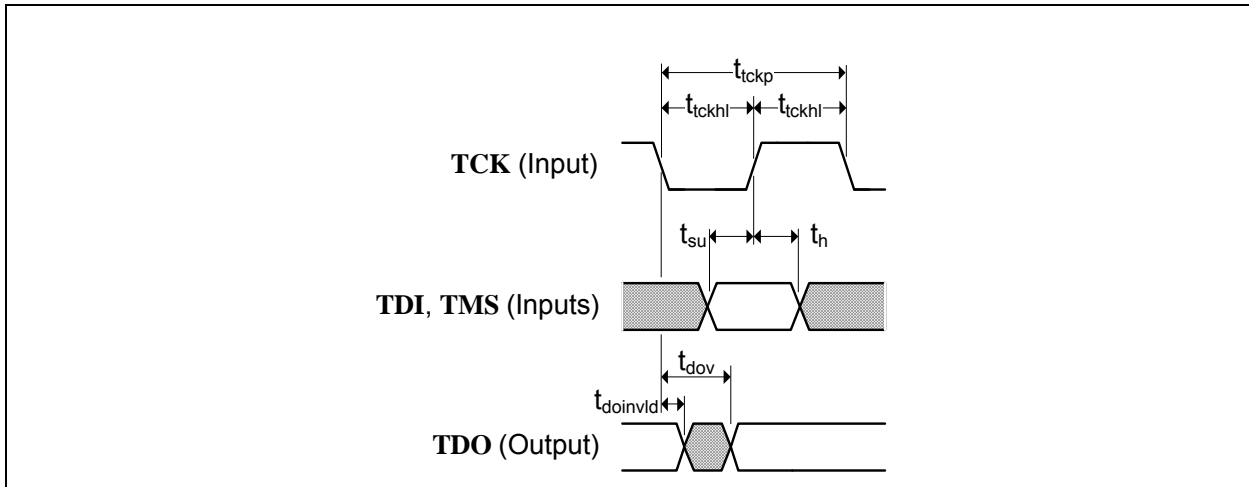 t_tckp
t_tckhl t_tckhl
TCK (Input)
t_su t_h
TDI, TMS (Inputs)
t_dov
t_doinvld
TDO (Output)